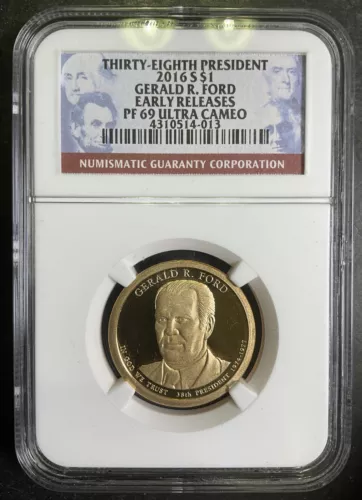 THIRTY-EIGHTH PRESIDENT
2016 S $1
GERALD R. FORD
EARLY RELEASES
PF 69 ULTRA CAMEO
4310514-013
NUMISMATIC GUARANTY CORPORATION
GERALD R. FORD
IN GOD WE TRUST 38th PRESIDENT 1974-1977